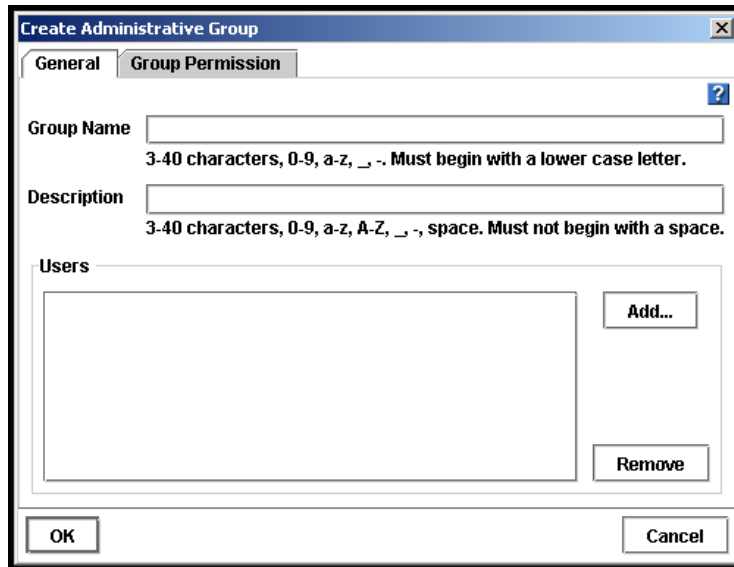 Create Administrative Group
General Group Permission
?
Group Name
3-40 characters, 0-9, a-z, _, -. Must begin with a lower case letter.
Description
3-40 characters, 0-9, a-z, A-Z, _, -, space. Must not begin with a space.
Users
Add...
Remove
OK Cancel